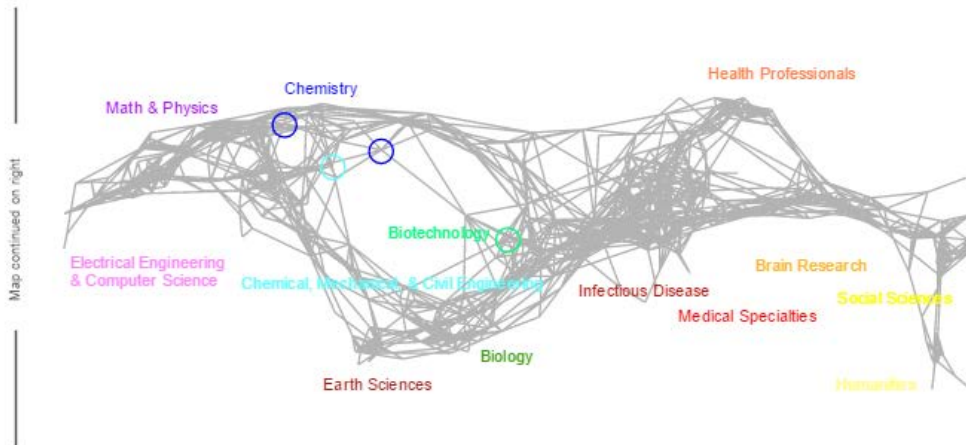 Map continued on right
Health Professionals
Chemistry
Math & Physics
Biotechnology
Electrical Engineering
& Computer Science
Brain Research
Chemical, Mechanical, & Civil Engineering
Infectious Disease
Social Sciences
Medical Specialties
Biology
Earth Sciences
Humanities